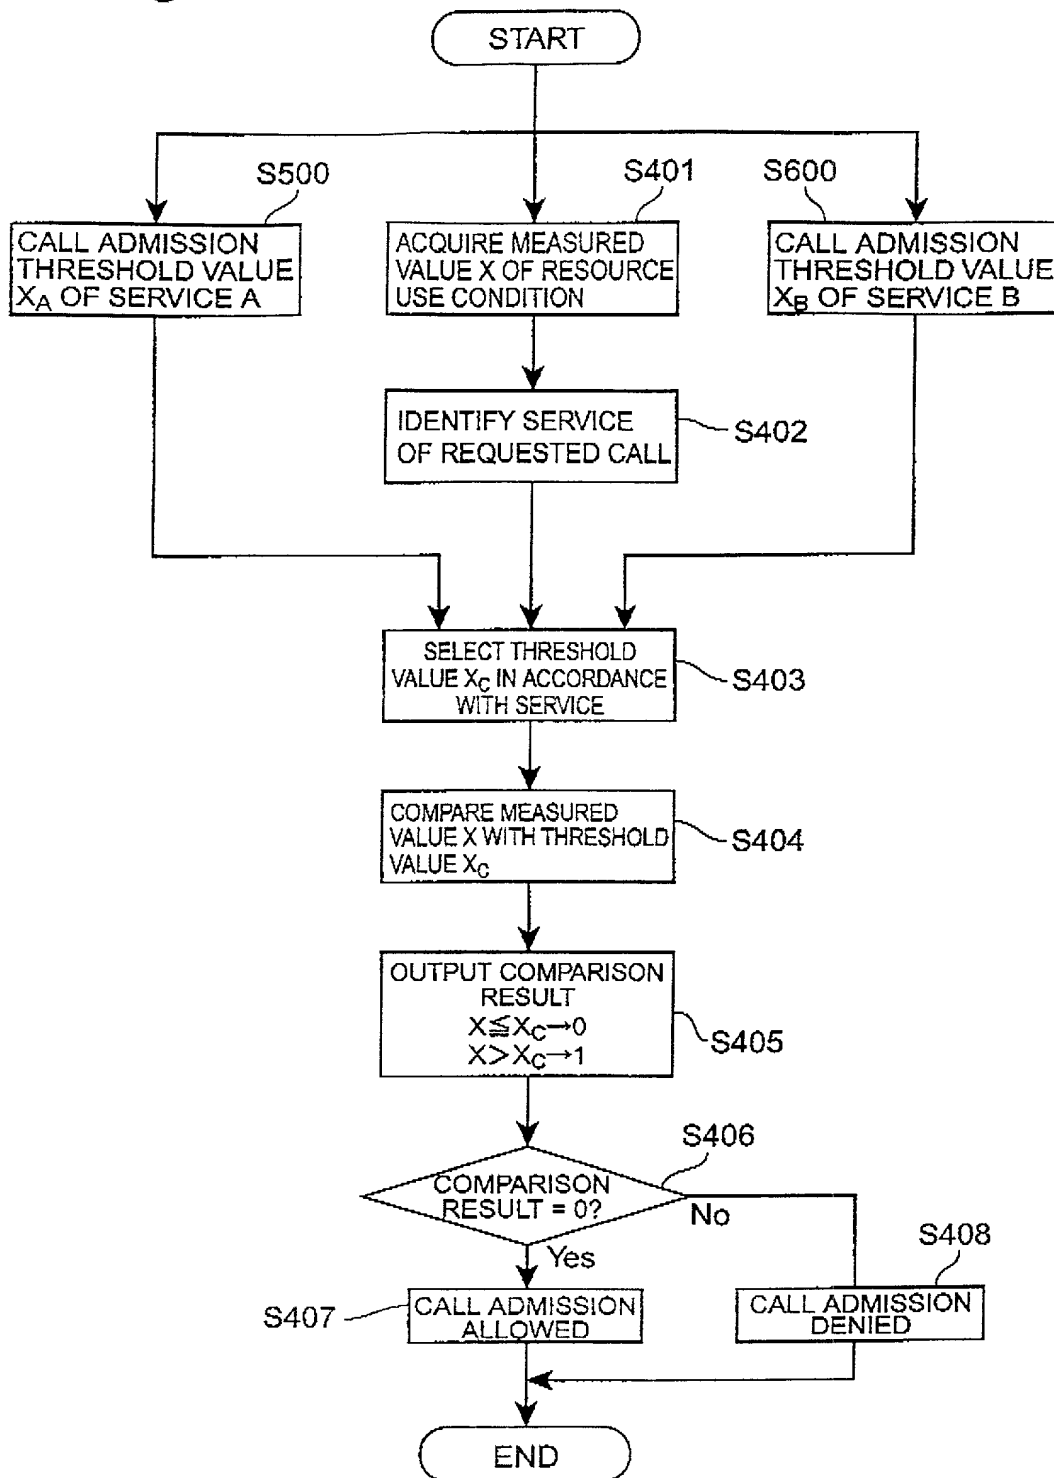 START
S500
S401
S600
CALL ADMISSION
THRESHOLD VALUE
XA OF SERVICE A
ACQUIRE MEASURED
VALUE X OF RESOURCE
USE CONDITION
CALL ADMISSION
THRESHOLD VALUE
XB OF SERVICE B
IDENTIFY SERVICE
OF REQUESTED CALL
S402
SELECT THRESHOLD
VALUE XC IN ACCORDANCE
WITH SERVICE
S403
COMPARE MEASURED
VALUE X WITH THRESHOLD
VALUE XC
S404
OUTPUT COMPARISON
RESULT
X≦XC→0
X>XC→1
S405
S406
COMPARISON
RESULT = 0?
No
Yes
S408
S407
CALL ADMISSION
ALLOWED
CALL ADMISSION
DENIED
END